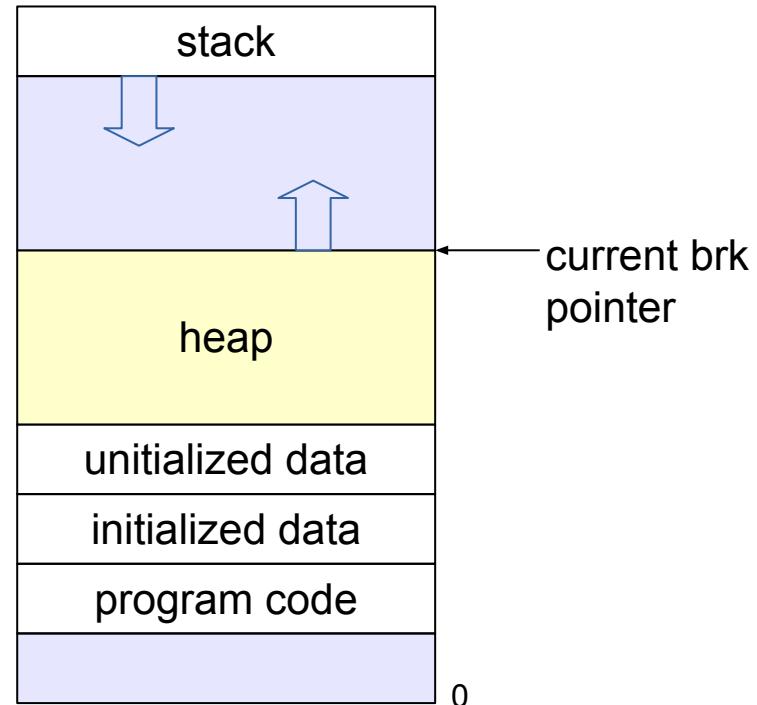 stack
current brk
pointer
heap
unitialized data
initialized data
program code
0